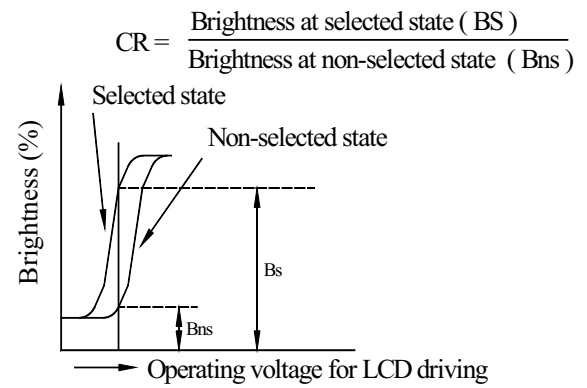 CR = Brightness at selected state ( BS )
Brightness at non-selected state ( Bns )
Selected state
Non-selected state
Brightness (%)
Bs
Bns
Operating voltage for LCD driving